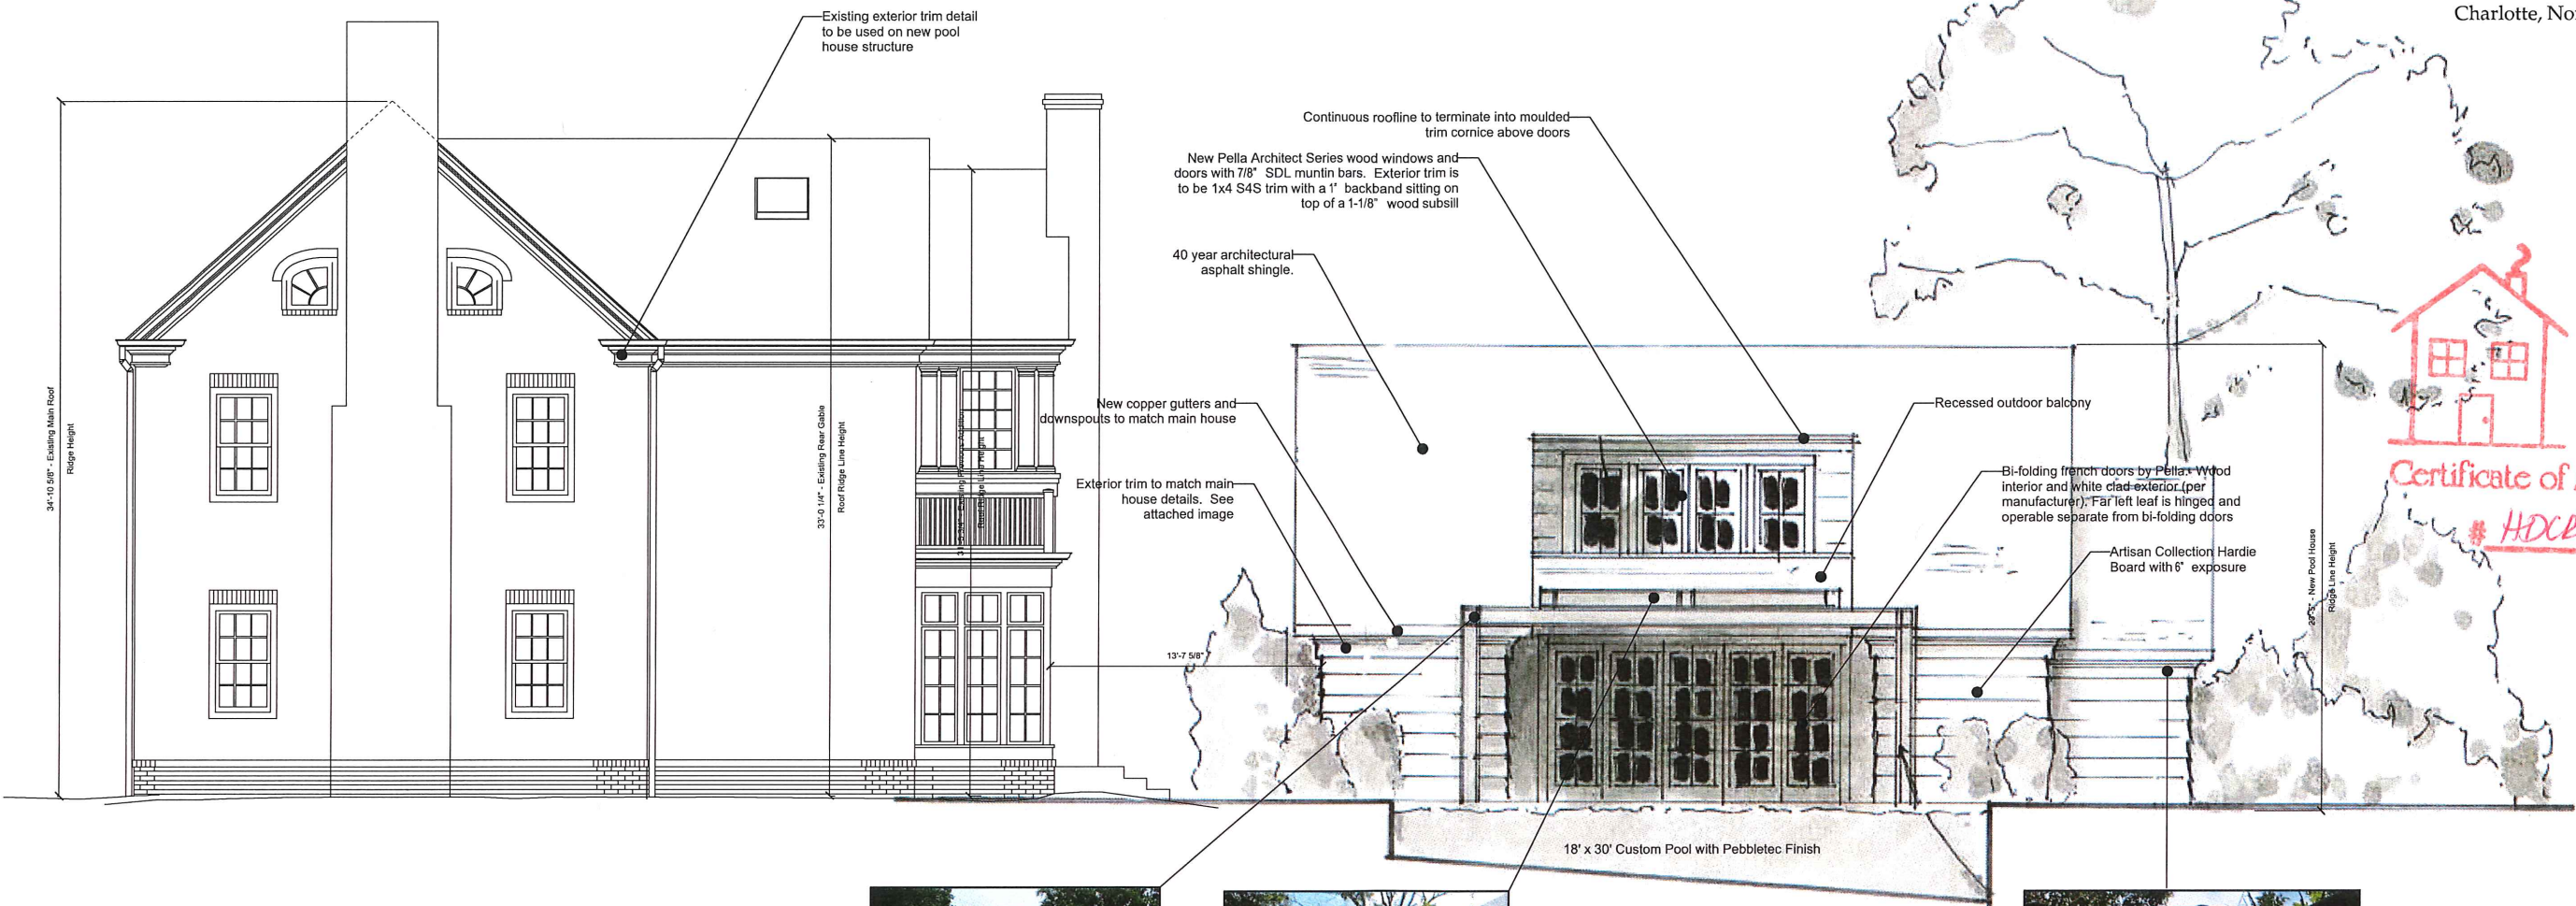 Charlotte,
Existing exterior trim detail
to be used on new pool
house structure
Continuous roofline to terminate into moulded
trim cornice above doors
New Pella Architect Series wood windows and
doors with 7/8" SDL muntin bars. Exterior trim is
to be 1x4 S4S trim with a 1" backband sitting on
top of a 1-1/8" wood subsill
40 year architectural
asphalt shingle.
New copper gutters and
downspouts to match main house
Exterior trim to match main
house details. See
attached image
Recessed outdoor balcony
Bi-folding french doors by Pella. Wood
interior and white clad exterior (per
manufacturer). Far left leaf is hinged and
operable separate from bi-folding doors
Artisan Collection Hardie
Board with 6" exposure
Certificate of
#
34'-10 5/8" - Existing Main Roof
Ridge Height
33'-0 1/4" - Existing Rear Gable
Roof Ridge Line Height
Roof Ridge Line Height
13'-7 5/8"
- New Pool House
Ridge Line Height
18' x 30' Custom Pool with Pebbletec Finish